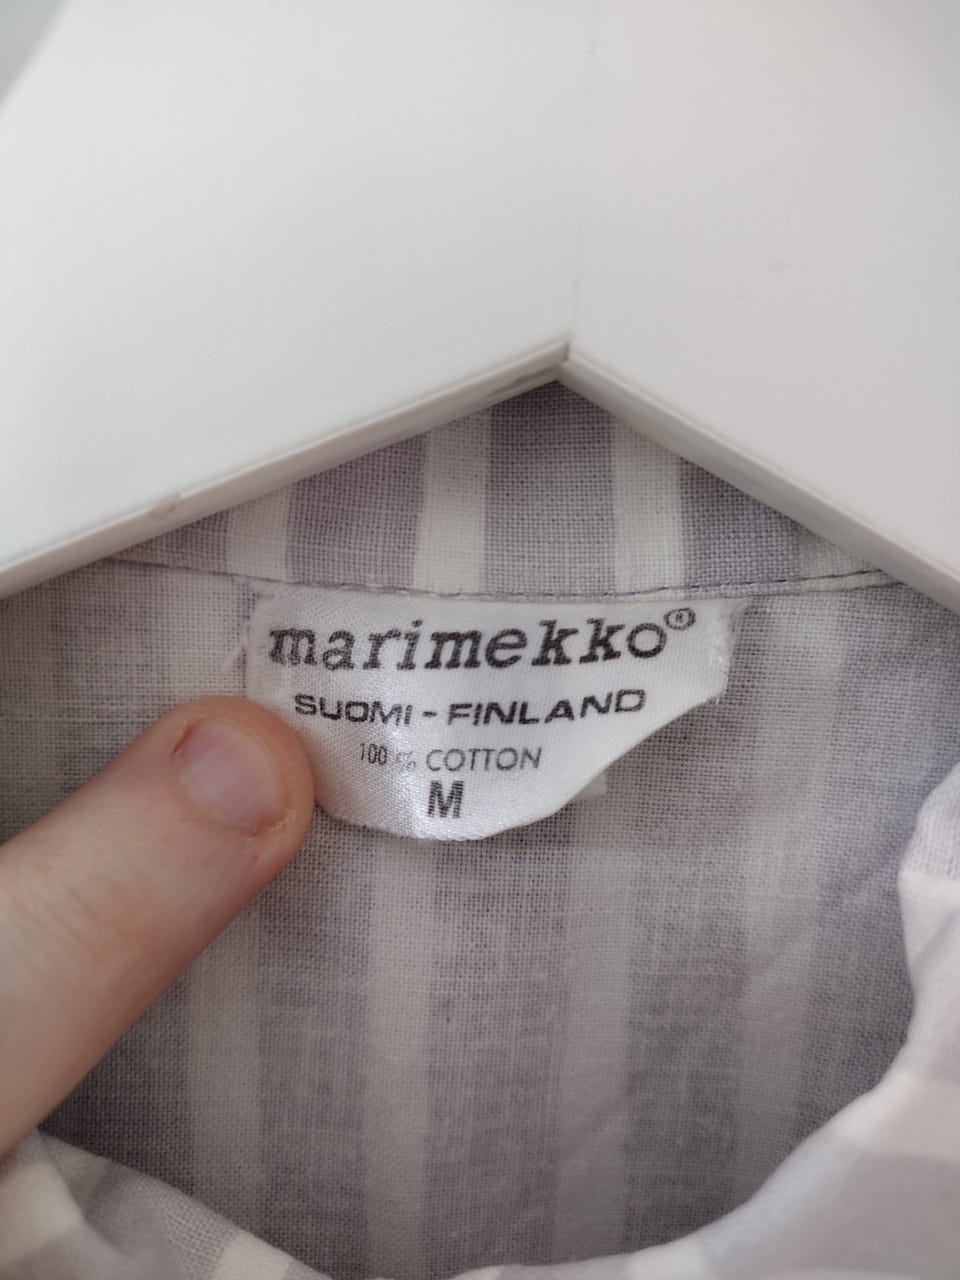 marimekko®
SUOMI - FINLAND
100 % COTTON
M